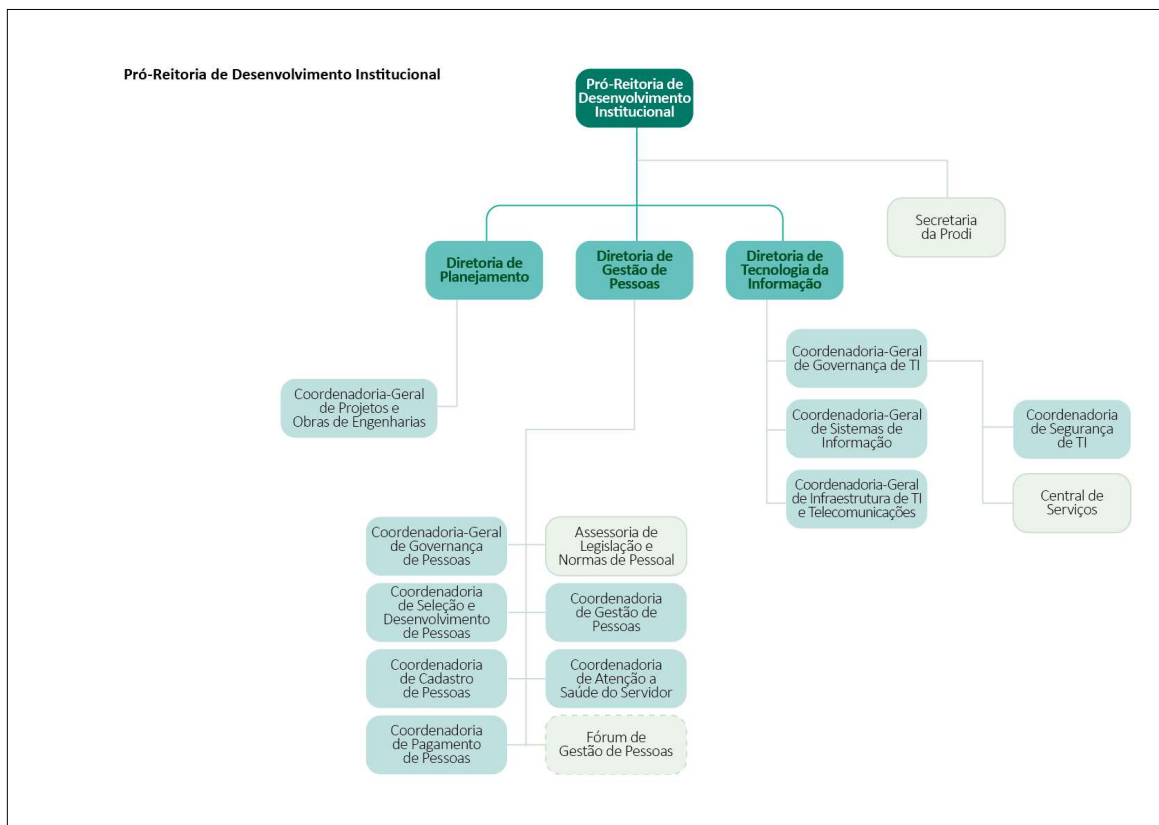 Pró-Reitoria de Desenvolvimento Institucional
Pró-Reitoria de
Desenvolvimento
Institucional
Secretaria
da Prodi
Diretoria de
Planejamento
Diretoria de
Gestão de
Pessoas
Diretoria de
Tecnologia da
Informação
Coordenadoria-Geral
de Projetos e
Obras de Engenharias
Coordenadoria-Geral
de Governança de TI
Coordenadoria-Geral
de Sistemas de
Informação
Coordenadoria-Geral
de Infraestrutura de TI
e Telecomunicações
Coordenadoria
de Segurança
de TI
Central de
Serviços
Coordenadoria-Geral
de Governança
de Pessoas
Assessoria de
Legislação e
Normas de Pessoal
Coordenadoria
de Seleção e
Desenvolvimento
de Pessoas
Coordenadoria
de Gestão de
Pessoas
Coordenadoria
de Cadastro
de Pessoas
Coordenadoria
de Atenção a
Saúde do Servidor
Coordenadoria
de Pagamento
de Pessoas
Fórum de
Gestão de Pessoas